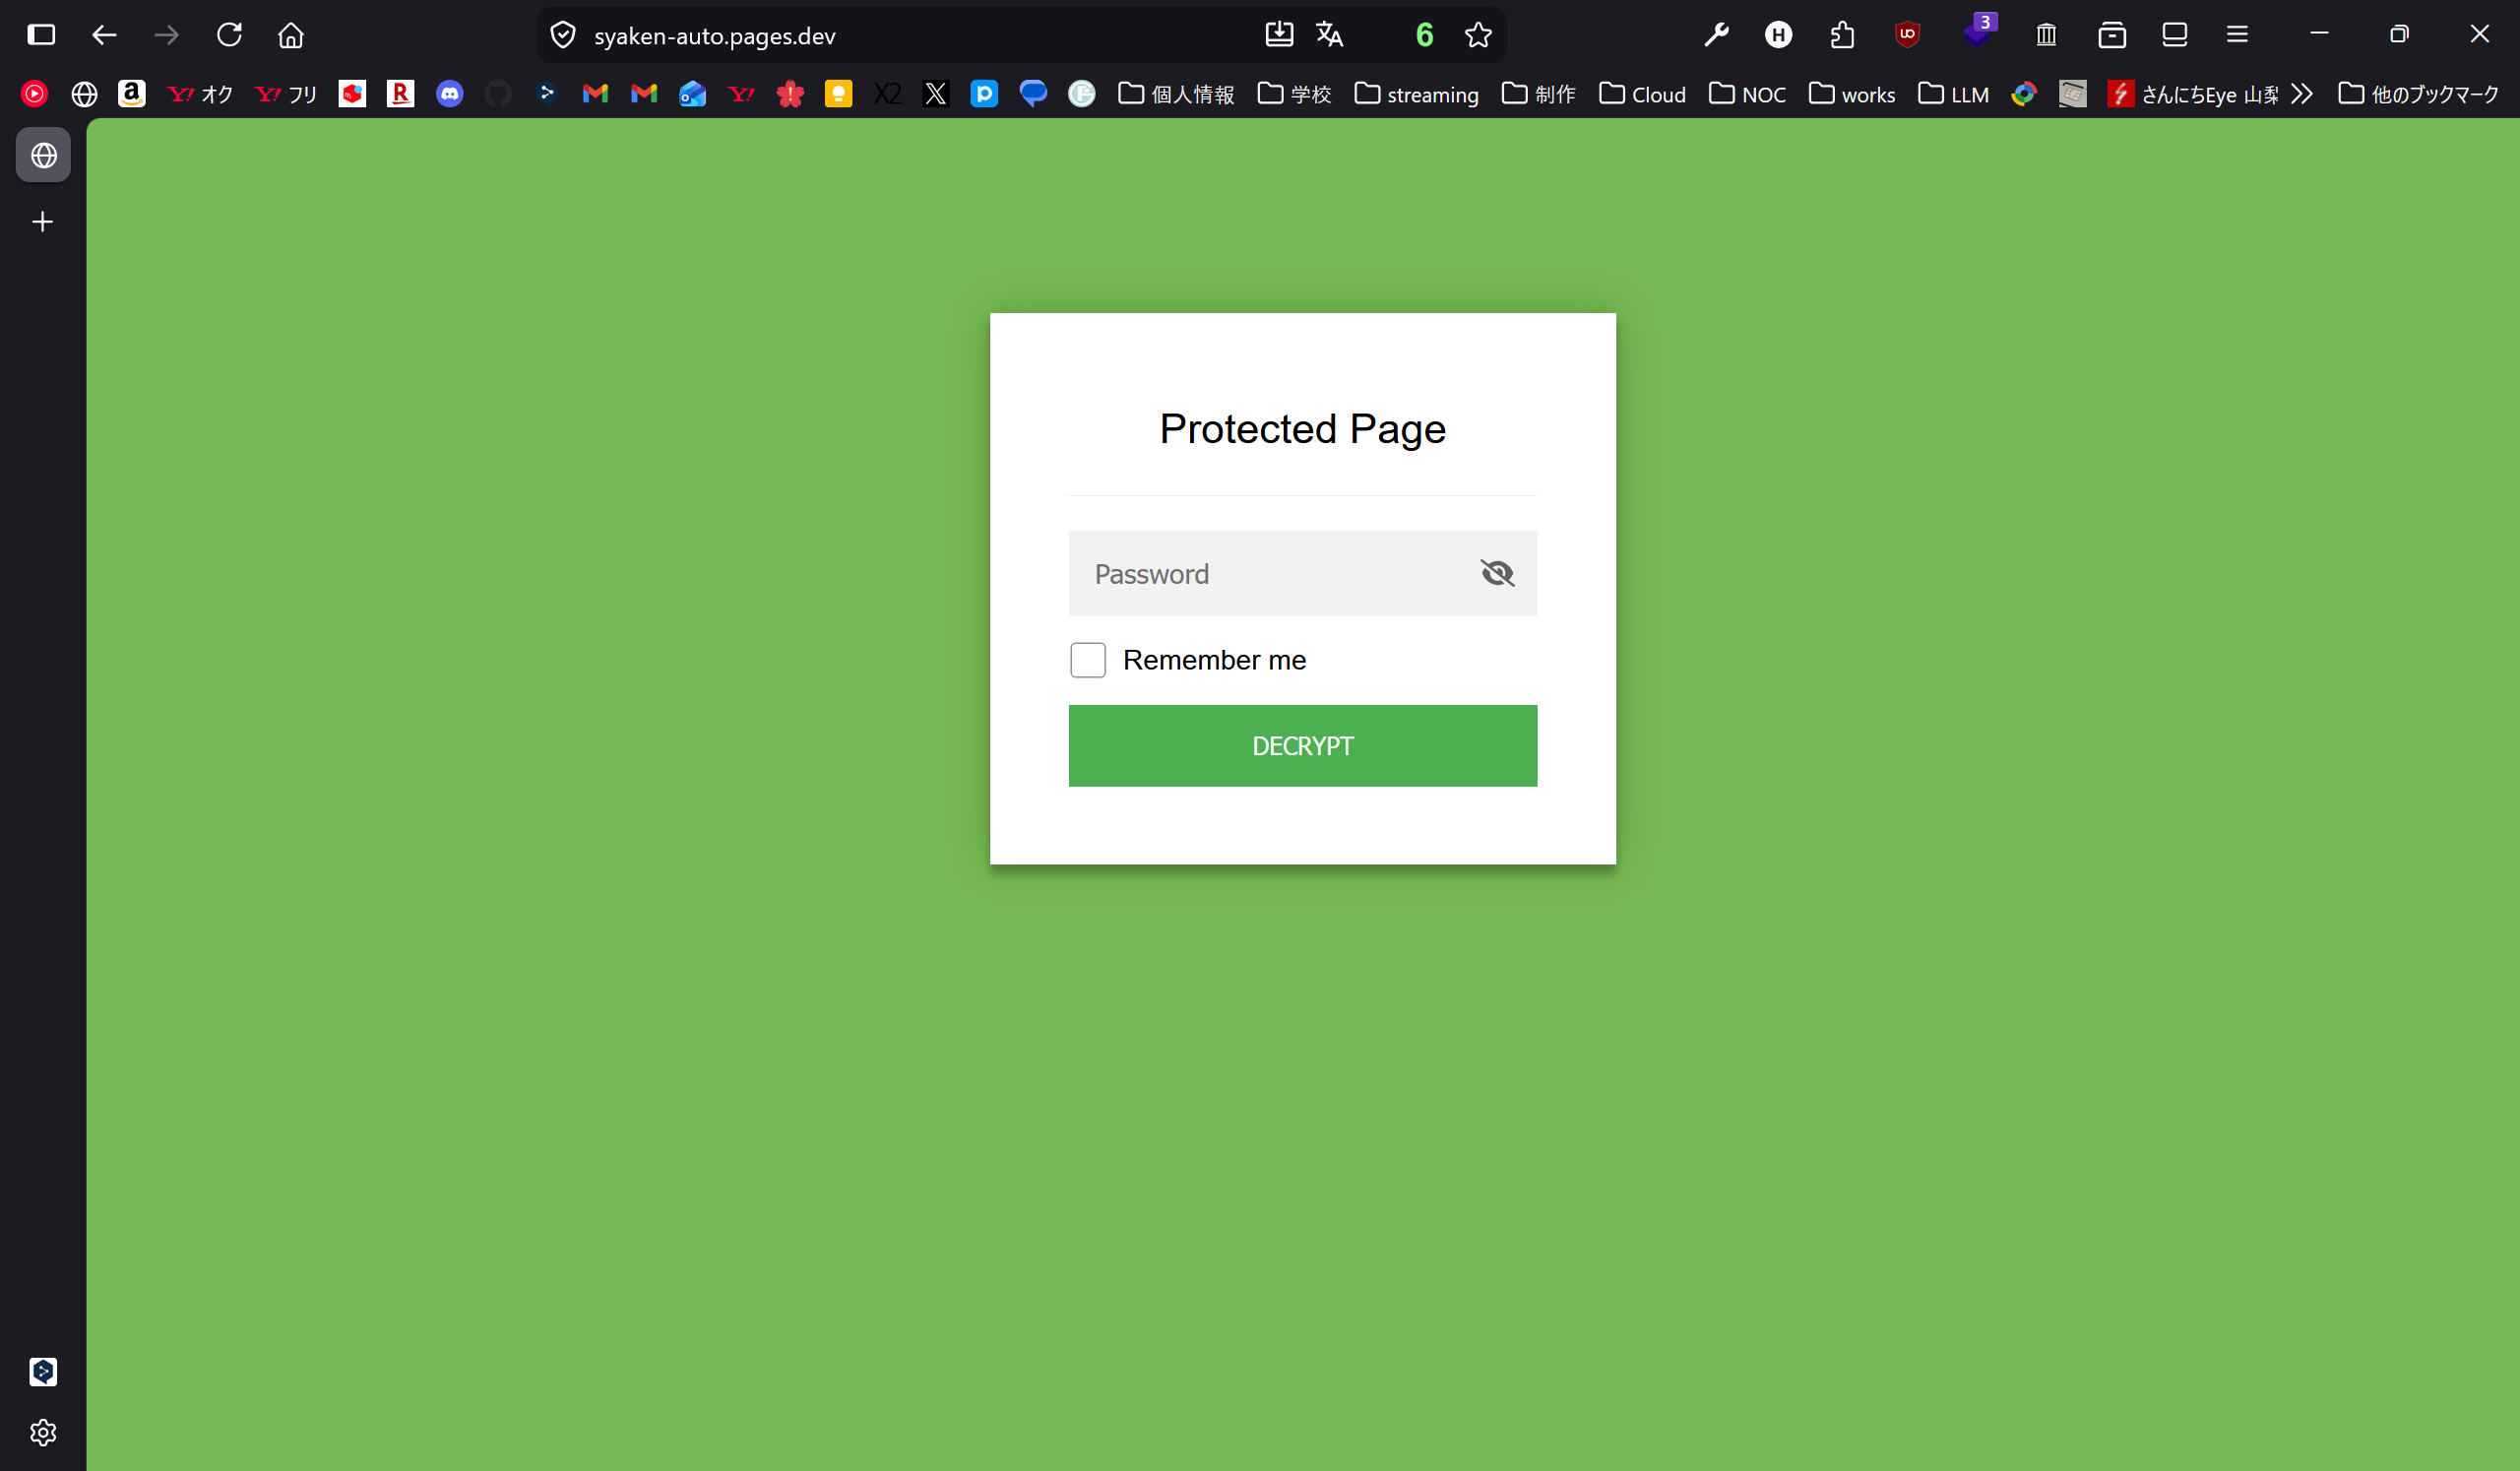 syaken-auto.pages.dev
6
H
3
オク
フリ
個人情報
学校
streaming
制作
Cloud
NOC
works
LLM
さんにちEye 山梨
他のブックマーク
Protected Page
Password
Remember me
DECRYPT